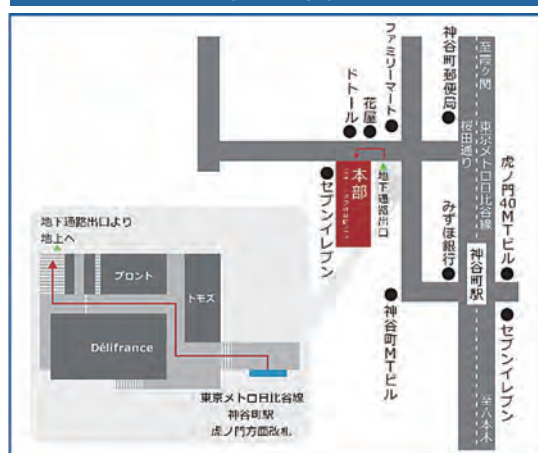 ファミリーマート
神谷町郵便局
至霞ヶ関
ドトール
花屋
桜田通り
東京メトロ日比谷線
虎ノ門40MTビル
本部
地下通路出口
セブンイレブン
みずほ銀行
神谷町駅
神谷町MTビル
セブンイレブン
至六本木
地下通路出口より
地上へ
プロント
トモズ
Délifrance
東京メトロ日比谷線
神谷町駅
虎ノ門方面改札